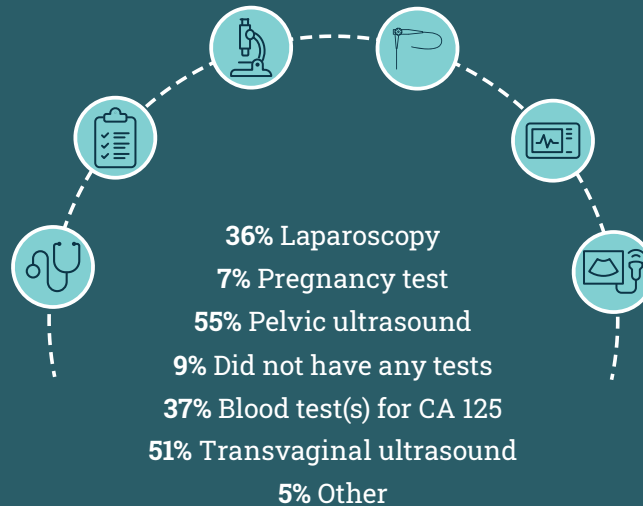 36% Laparoscopy
7% Pregnancy test
55% Pelvic ultrasound
9% Did not have any tests
37% Blood test(s) for CA 125
51% Transvaginal ultrasound
5% Other